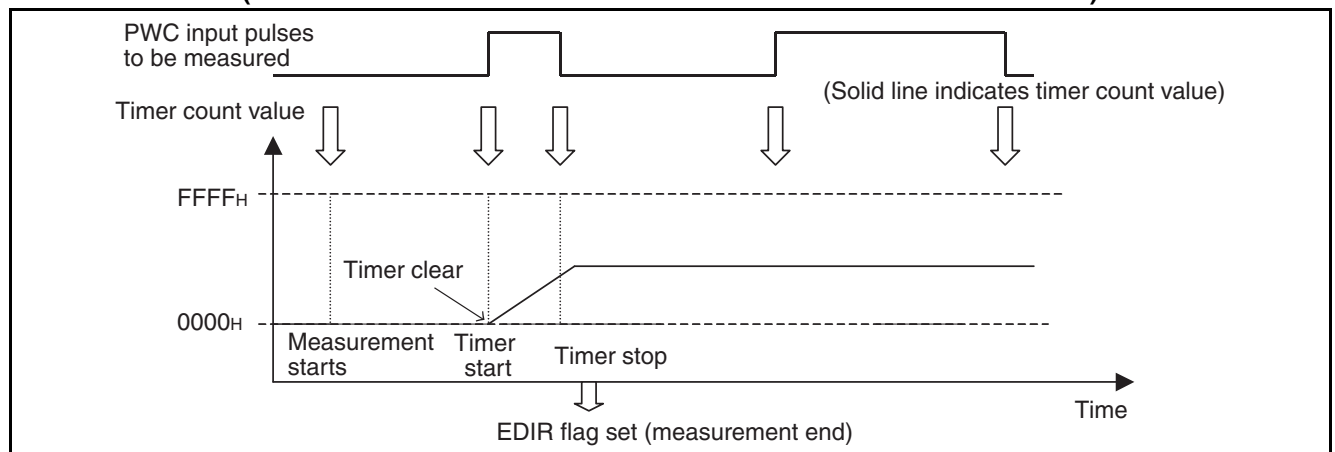 PWC input pulses
to be measured
(Solid line indicates timer count value)
Timer count value
FFFFH
Timer clear
0000H
Measurement
starts
Timer
start
Timer stop
Time
EDIR flag set (measurement end)